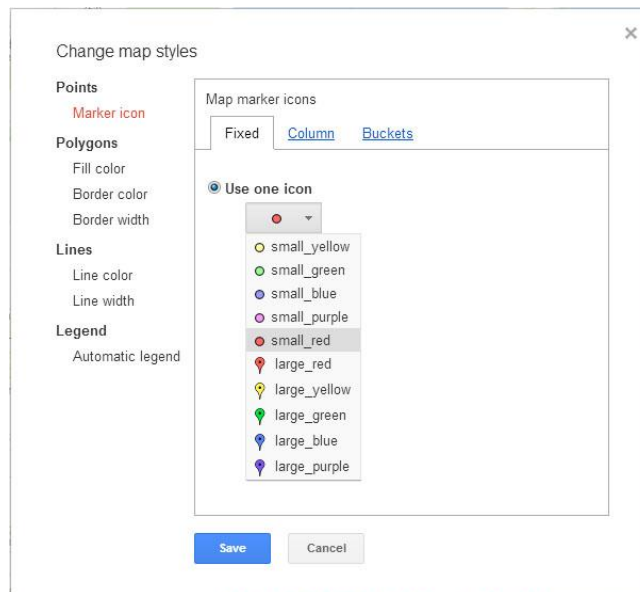 Change map styles
Points
Marker icon
Polygons
Fill color
Border color
Border width
Lines
Line color
Line width
Legend
Automatic legend
Map marker icons
Fixed Column Buckets
Use one icon
small_yellow
small_green
small_blue
small_purple
small_red
large_red
large_yellow
large_green
large_blue
large_purple
Save Cancel